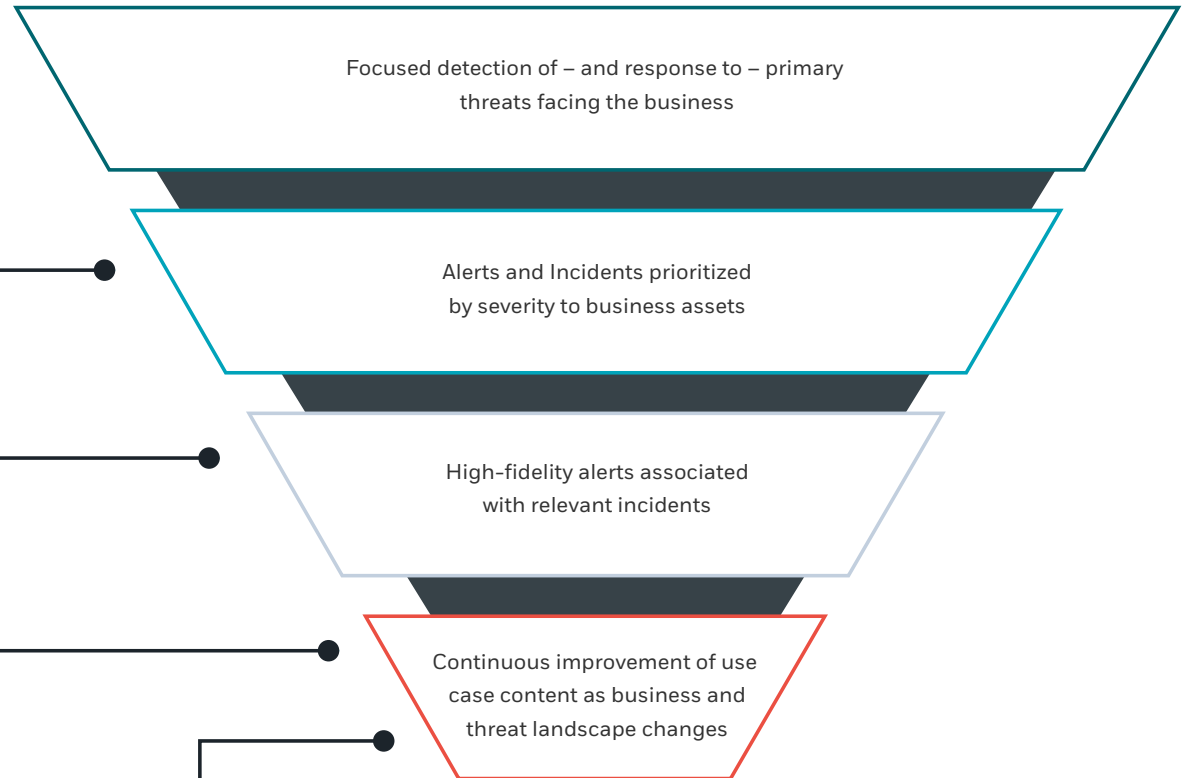 Focused detection of – and response to – primary
threats facing the business
Alerts and Incidents prioritized
by severity to business assets
High-fidelity alerts associated
with relevant incidents
Continuous improvement of use
case content as business and
threat landscape changes